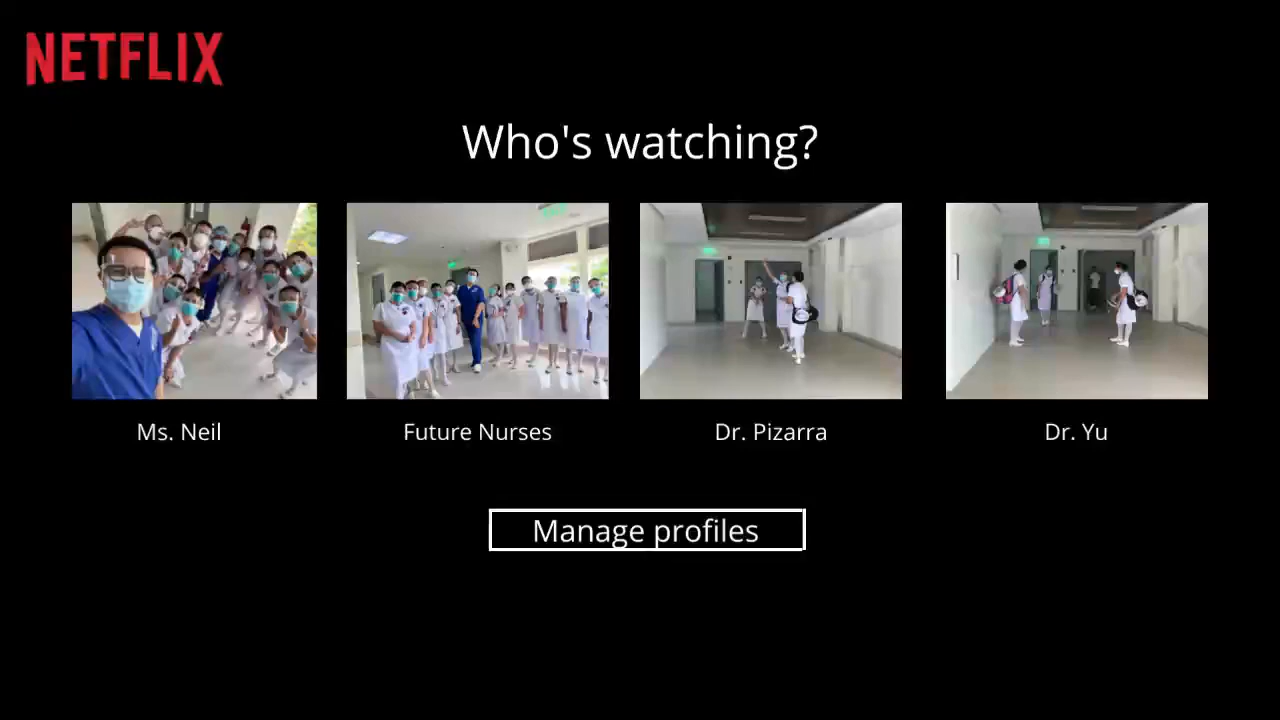 NETFLIX
Who's watching?
Ms. Neil
Future Nurses
Dr. Pizarra
Dr. Yu
Manage profiles